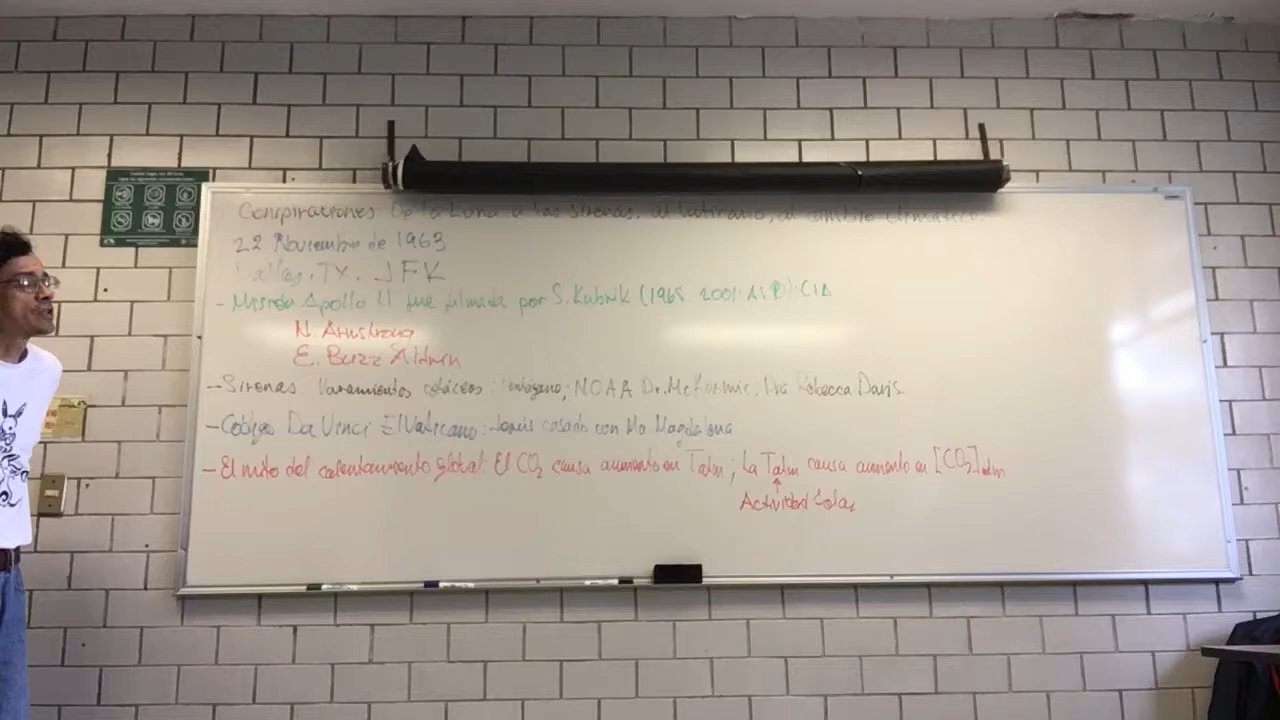 Conspiraciones De la Luna a las Sirenas, al Vaticano, al cambio climático
22 Noviembre de 1963
Dallas, TX. JFK
- Misión Apollo 11 fue filmada por S. Kubrik (1965 2001 CIA
N. Armstrong
E. Buzz Aldrin
- Sirenas: Varamientos cetáceos: Pentágono; NOAA Dr. McKormic, Dra Rebecca Davis
- Código Da Vinci El Vaticano: Jesús casado con Ma Magdalena
- El mito del calentamiento global: El CO₂ causa aumento en Tatm; La Tatm causa aumento en [CO₂]atm
↑
Actividad Solar